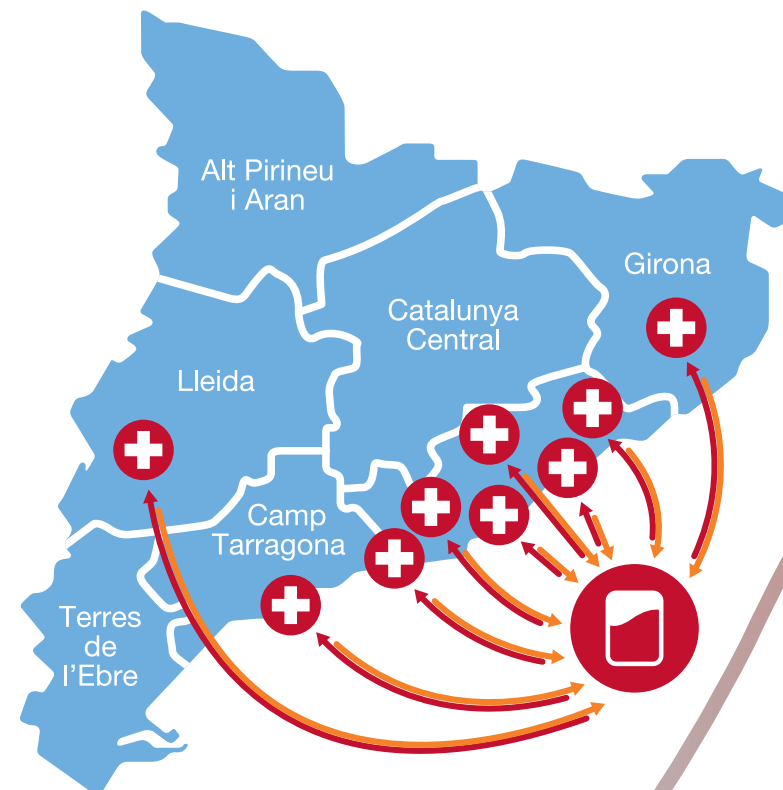 Alt Pirineu
i Aran
Girona
Catalunya
Central
Lleida
Camp
Tarragona
Terres
de
l'Ebre